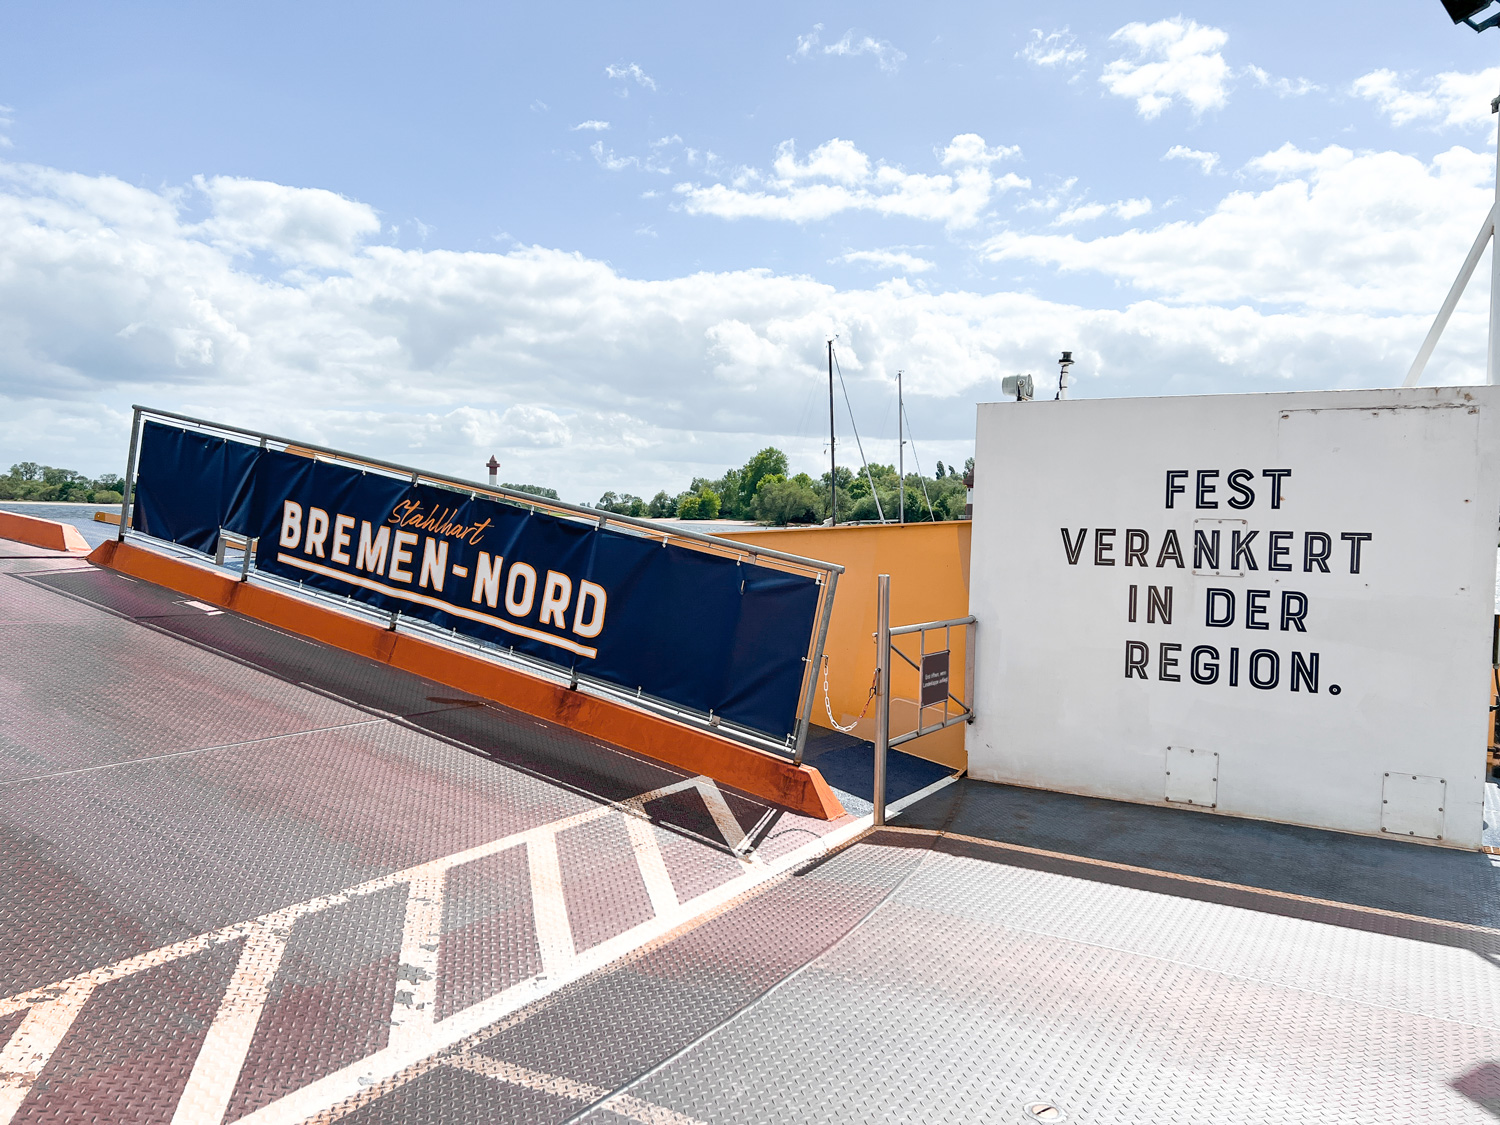 Stahlhart
BREMEN-NORD
FEST
VERANKERT
IN DER
REGION.